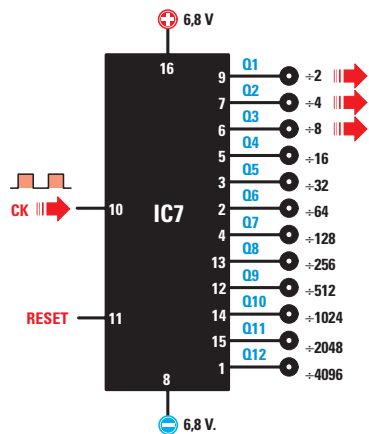 6,8 V
16
9 Q1 ÷2
7 Q2 ÷4
6 Q3 ÷8
5 Q4 ÷16
3 Q5 ÷32
CK 10 IC7 2 Q6 ÷64
4 Q7 ÷128
13 Q8 ÷256
12 Q9 ÷512
RESET 11 14 Q10 ÷1024
15 Q11 ÷2048
1 Q12 ÷4096
8
6,8 V.